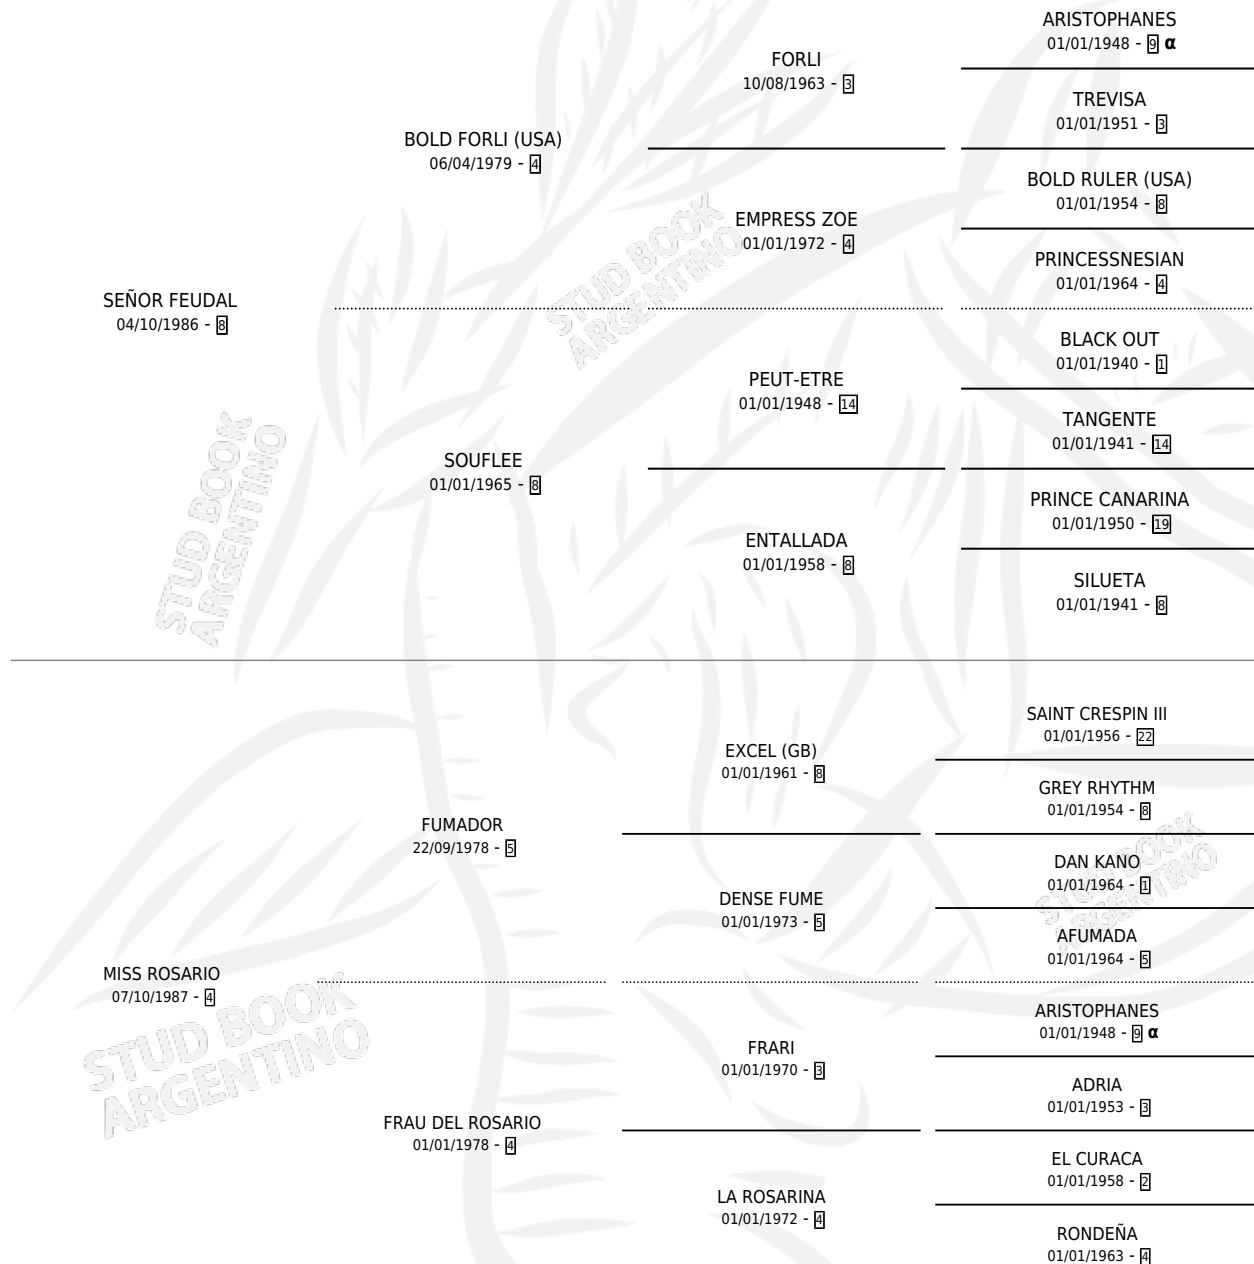 ARISTOPHANES
01/01/1948 - 9 α
FORLI
10/08/1963 - 3
TREVISA
01/01/1951 - 3
BOLD FORLI (USA)
06/04/1979 - 4
BOLD RULER (USA)
01/01/1954 - 8
EMPRESS ZOE
01/01/1972 - 4
PRINCESSNESIAN
01/01/1964 - 4
SEÑOR FEUDAL
04/10/1986 - 8
STUD BOOK
ARGENTINO
BLACK OUT
01/01/1940 - 1
PEUT-ETRE
01/01/1948 - 14
TANGENTE
01/01/1941 - 14
SOUFLEE
01/01/1965 - 8
PRINCE CANARINA
01/01/1950 - 19
ENTALLADA
01/01/1958 - 8
SILUETA
01/01/1941 - 8
STUD BOOK
ARGENTINO
SAINT CRESPIN III
01/01/1956 - 22
EXCEL (GB)
01/01/1961 - 8
GREY RHYTHM
01/01/1954 - 8
FUMADOR
22/09/1978 - 5
DAN KANO
01/01/1964 - 1
DENSE FUME
01/01/1973 - 5
AFUMADA
01/01/1964 - 5
STUD BOOK
ARGENTINO
MISS ROSARIO
07/10/1987 - 4
STUD BOOK
ARGENTINO
ARISTOPHANES
01/01/1948 - 9 α
FRARI
01/01/1970 - 3
ADRIA
01/01/1953 - 3
FRAU DEL ROSARIO
01/01/1978 - 4
EL CURACA
01/01/1958 - 2
LA ROSARINA
01/01/1972 - 4
RONDEÑA
01/01/1963 - 4